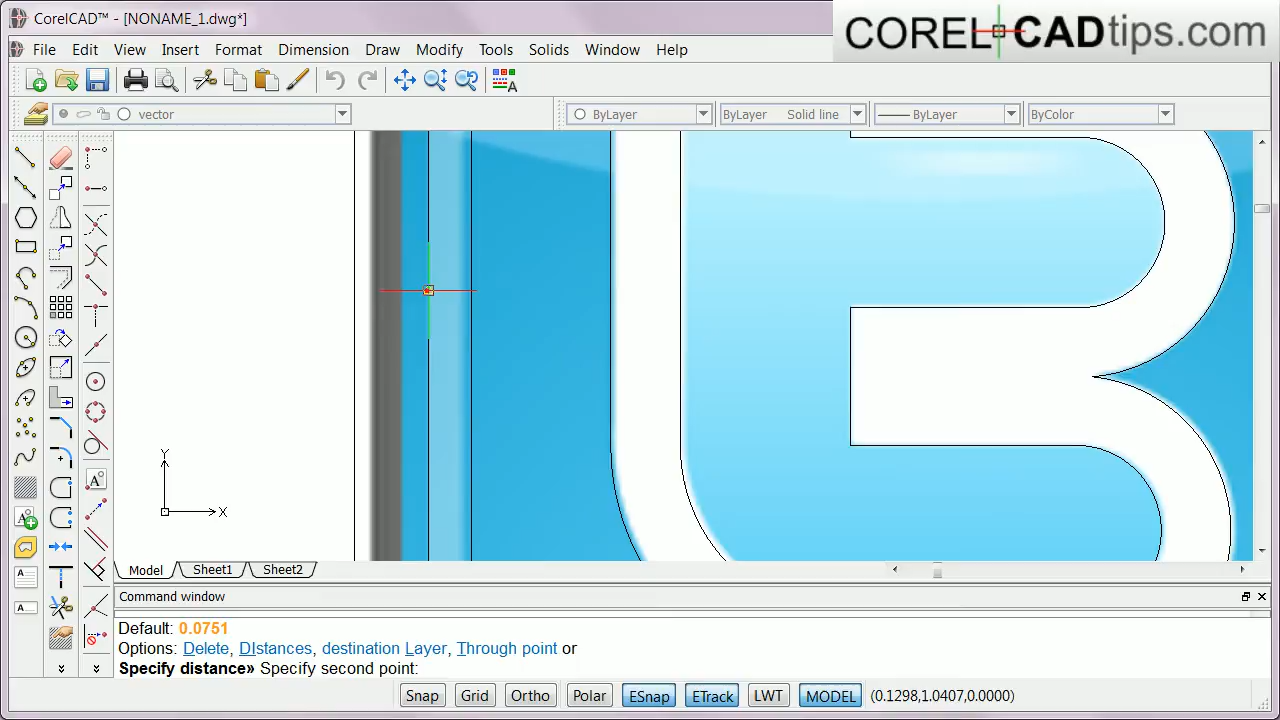 CorelCAD™ - [NONAME_1.dwg*]
CORELCADtips.com
File Edit View Insert Format Dimension Draw Modify Tools Solids Window Help
vector ByLayer ByLayer Solid line ByLayer ByColor
Y
X
Model Sheet1 Sheet2
Command window
Default: 0.0751
Options: Delete, DIstances, destination Layer, Through point or
Specify distance» Specify second point:
Snap Grid Ortho Polar ESnap ETrack LWT MODEL (0.1298,1.0407,0.0000)